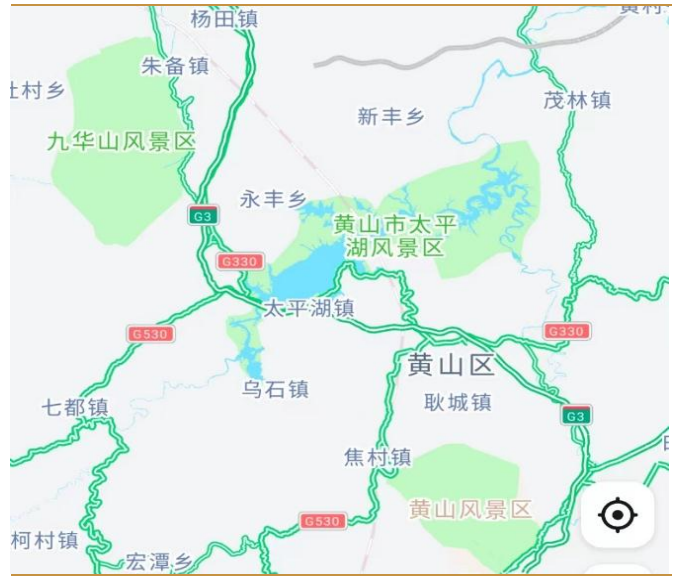 杨田镇
朱备镇
村乡
茂林镇
新丰乡
九华山风景区
永丰乡
G3
黄山市太平
湖风景区
G330
太平湖镇
G530
G330
黄山区
乌石镇
耿城镇
七都镇
G3
焦村镇
黄山风景区
G530
柯村镇
宏潭乡